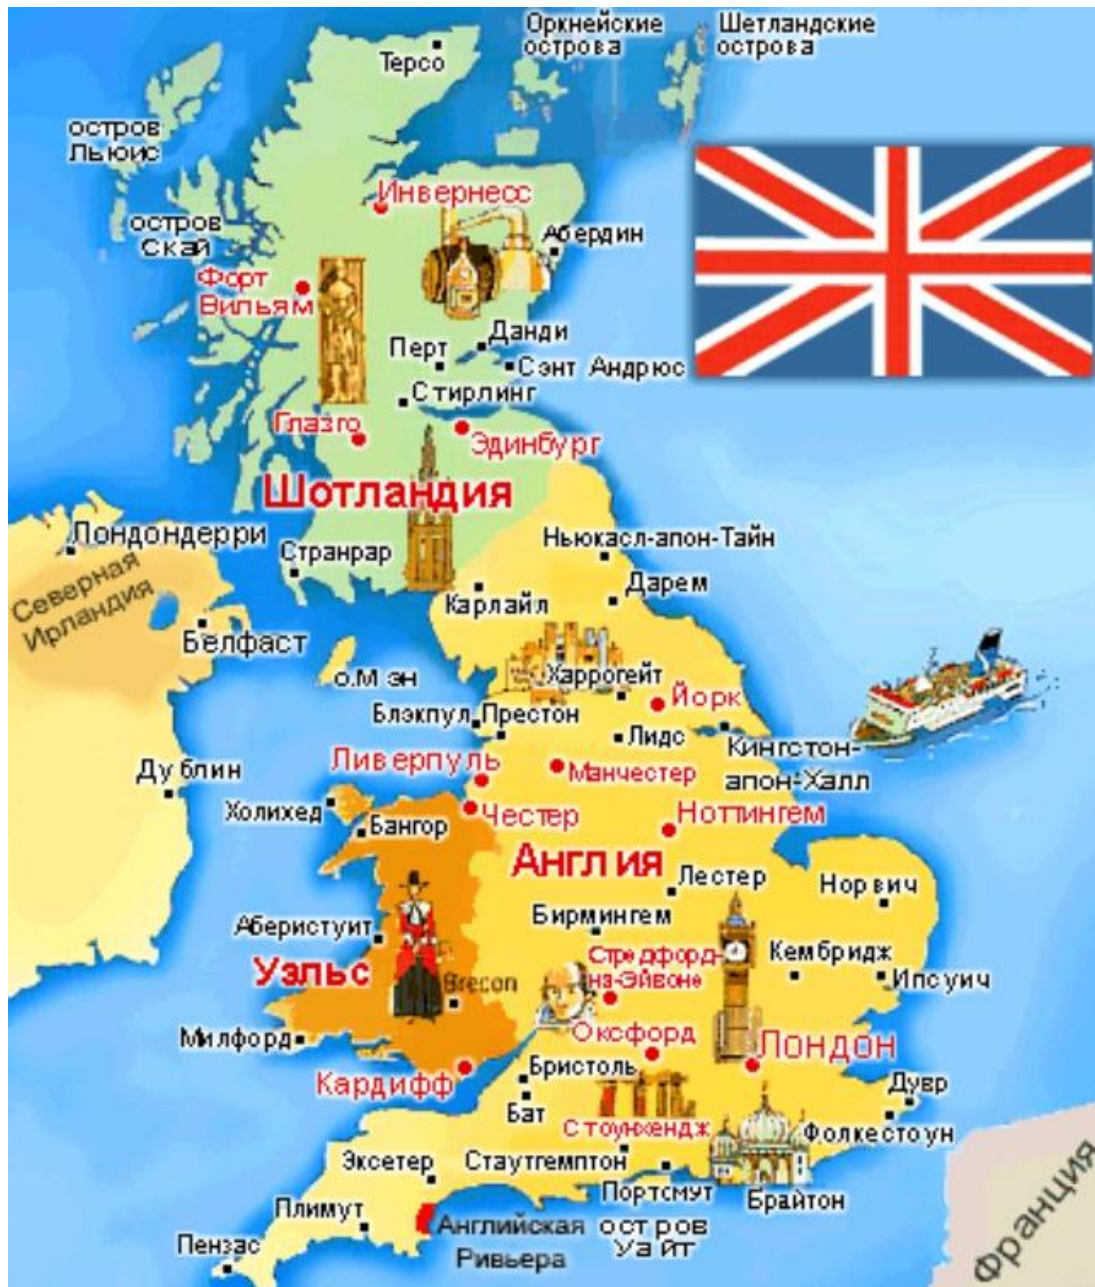 Оркнейские
острова
Шетландские
острова
Терсо
остров
Льюис
Инвернесс
остров
Скай
Абердин
Форт
Вильям
Данди
Перт
Сэнт Андрюс
Стирлинг
Глазго
Эдинбург
Шотландия
Лондондерри
Ньюкасл-апон-Тайн
Странрар
Северная
Ирландия
Дарем
Карлайл
Белфаст
о.Мэн
Харрогейт
Йорк
Блэкпул
Престон
Лидс
Кингстон-
апон-Халл
Ливерпуль
Манчестер
Дублин
Холихед
Честер
Ноттингем
Бангор
Англия
Лестер
Норвич
Бирмингем
Аберистуит
Стредфорд-
на-Эйвоне
Кембридж
Уэльс
Brecon
Ипсуич
Милфорд
Оксфорд
Лондон
Кардифф
Бристоль
Дувр
Бат
Стоунхендж
Фолкестоун
Эксетер
Стаутгемптон
Портсмут
Брайтон
Плимут
Английская
Ривьера
остров
Уайт
Пензас
Франция